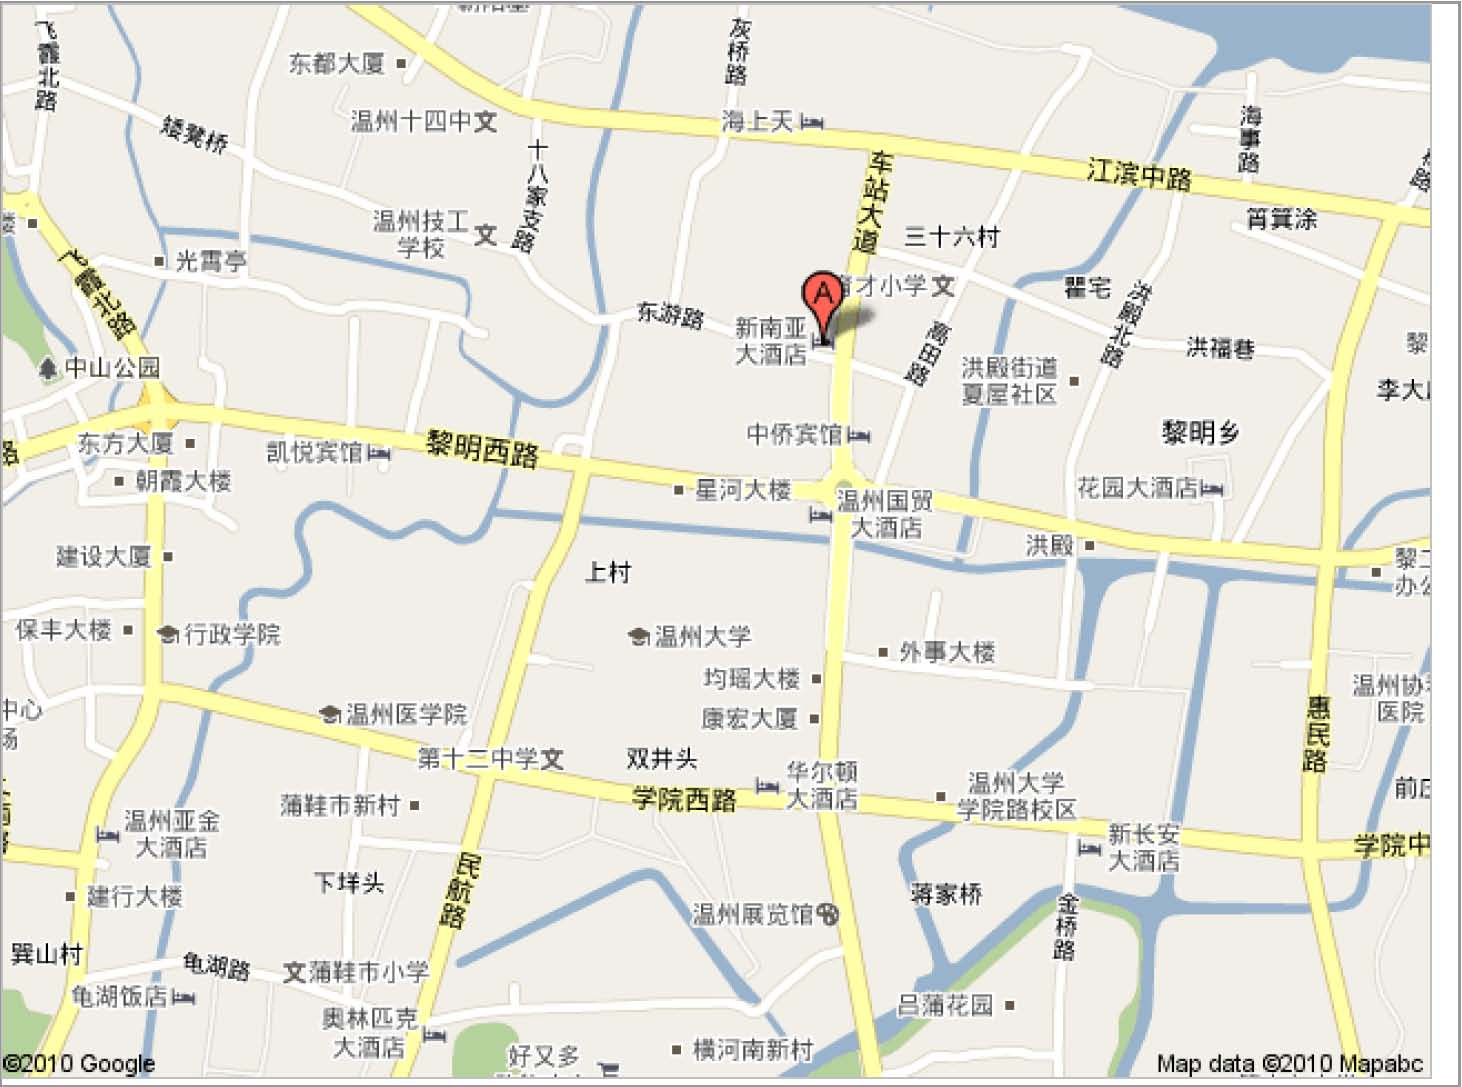 飞霞北路
灰桥路
东都大厦
温州十四中
海上天
海事路
矮凳桥
十八家支路
车站大道
江滨中路
温州技工
学校
三十六村
筲箕涂
光霄亭
飞霞北路
A
育才小学
瞿宅
洪殿北路
东游路
新南亚
大酒店
高田路
洪福巷
中山公园
洪殿街道
夏屋社区
李大
黎明乡
东方大厦
凯悦宾馆
黎明西路
中侨宾馆
朝霞大楼
星河大楼
温州国贸
大酒店
花园大酒店
建设大厦
上村
洪殿
保丰大楼
行政学院
温州大学
外事大楼
均瑶大楼
温州医学院
康宏大厦
温州协
医院
惠民路
中心
场
第十二中学
双井头
华尔顿
大酒店
学院西路
温州大学
学院路校区
蒲鞋市新村
温州亚金
大酒店
新长安
大酒店
学院中
下垟头
民航路
建行大楼
蒋家桥
温州展览馆
金桥路
巽山村
龟湖路
蒲鞋市小学
龟湖饭店
奥林匹克
大酒店
吕蒲花园
好又多
横河南新村
©2010 Google
Map data ©2010 Mapabc